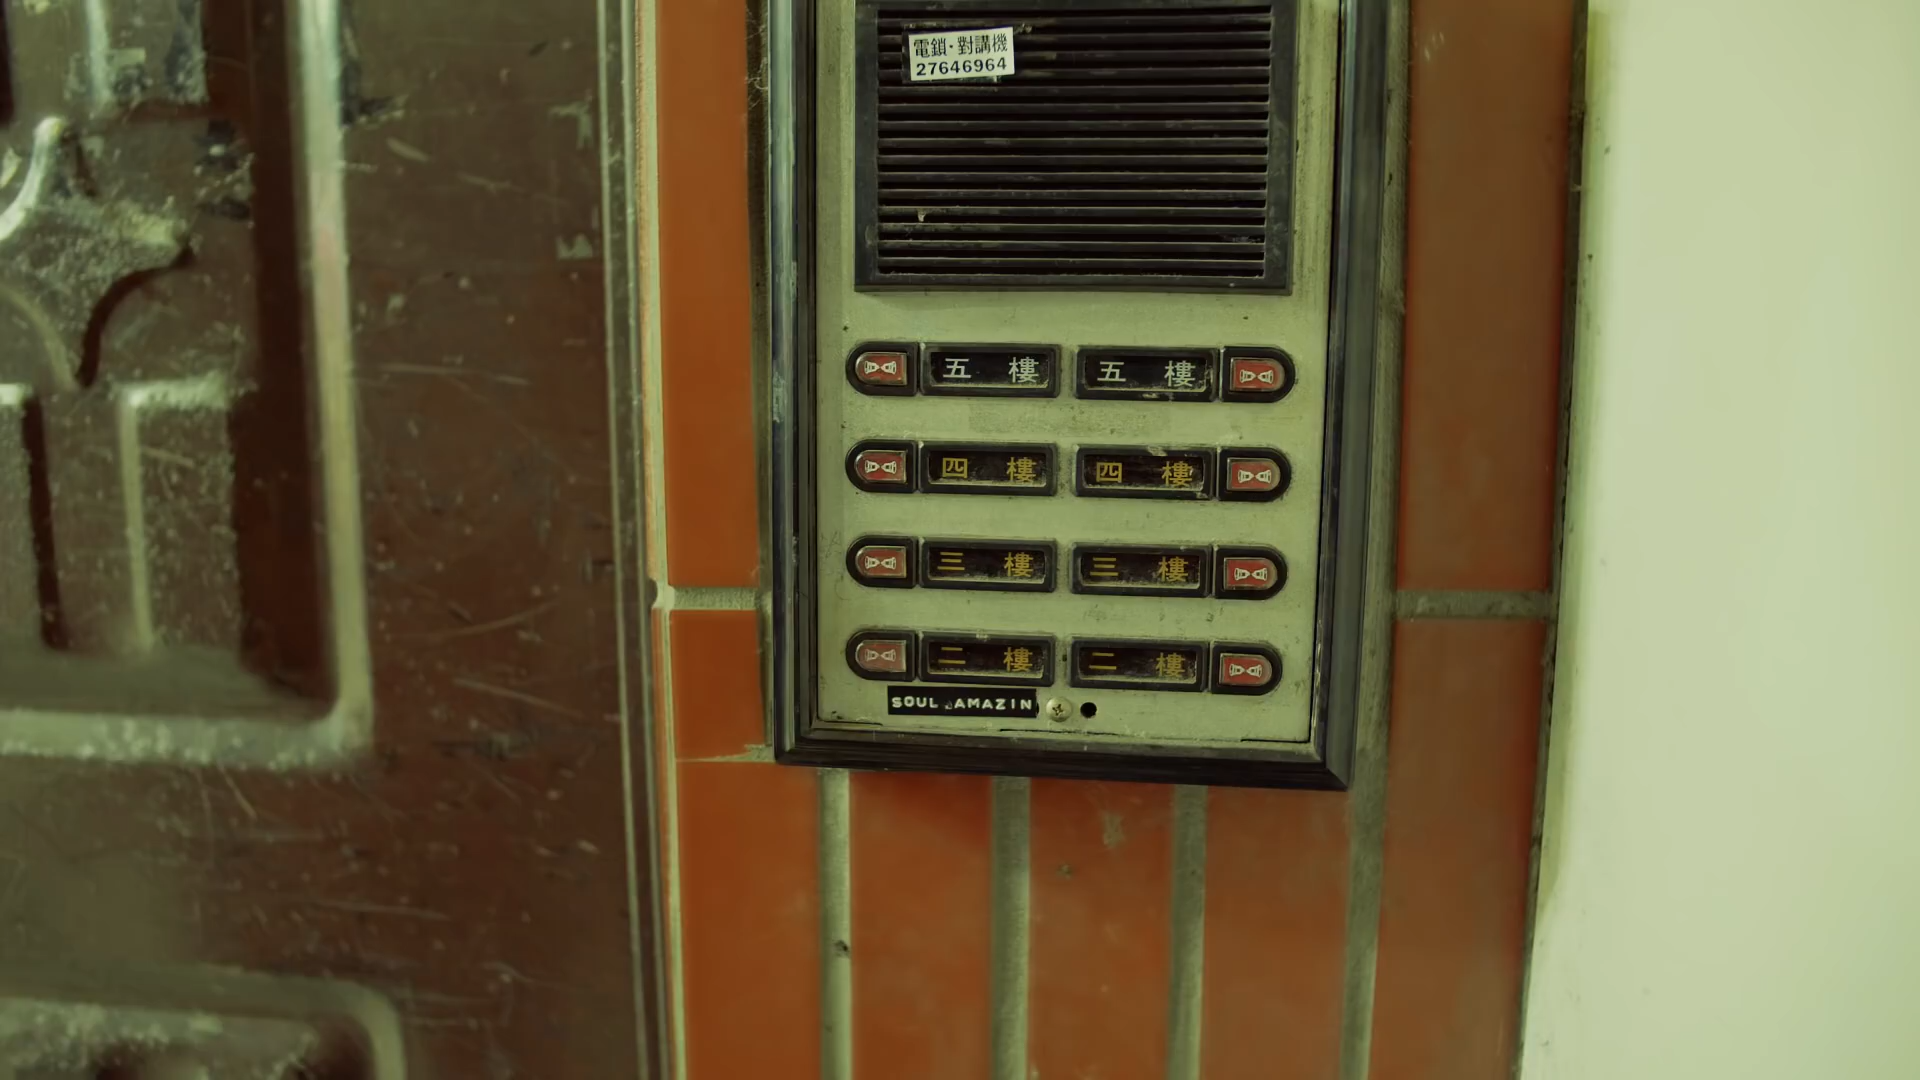 電鎖·對講機
27646964
五 樓 五 樓
四 樓 四 樓
三 樓 三 樓
二 樓 二 樓
SOUL AMAZIN